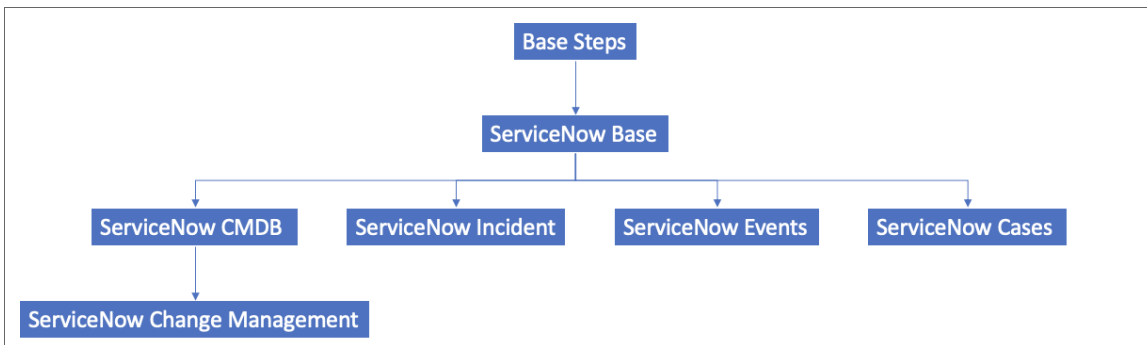 Base Steps
ServiceNow Base
ServiceNow CMDB
ServiceNow Incident
ServiceNow Events
ServiceNow Cases
ServiceNow Change Management